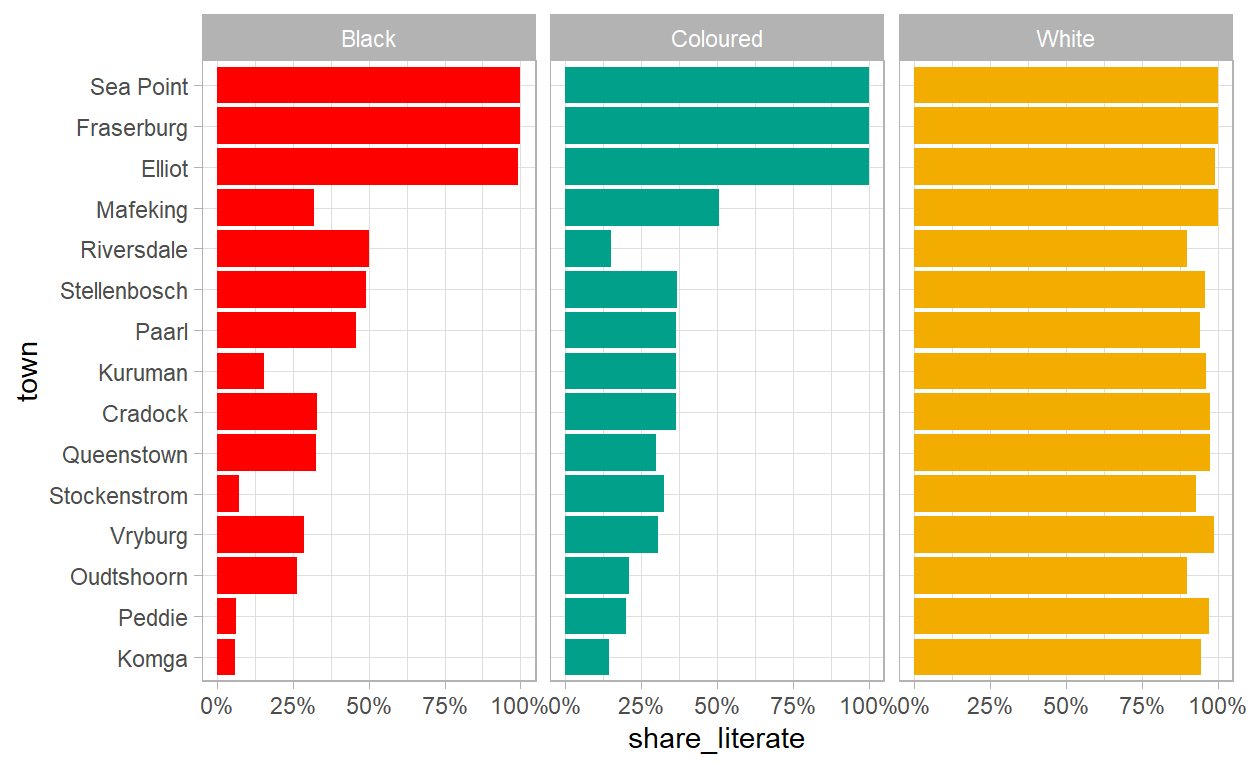 Black Coloured White
Sea Point
Fraserburg
Elliot
Mafeking
Riversdale
Stellenbosch
Paarl
Kuruman
Cradock
Queenstown
Stockenstrom
Vryburg
Oudtshoorn
Peddie
Komga
town
0% 25% 50% 75% 100% 0% 25% 50% 75% 100% 0% 25% 50% 75% 100%
share_literate